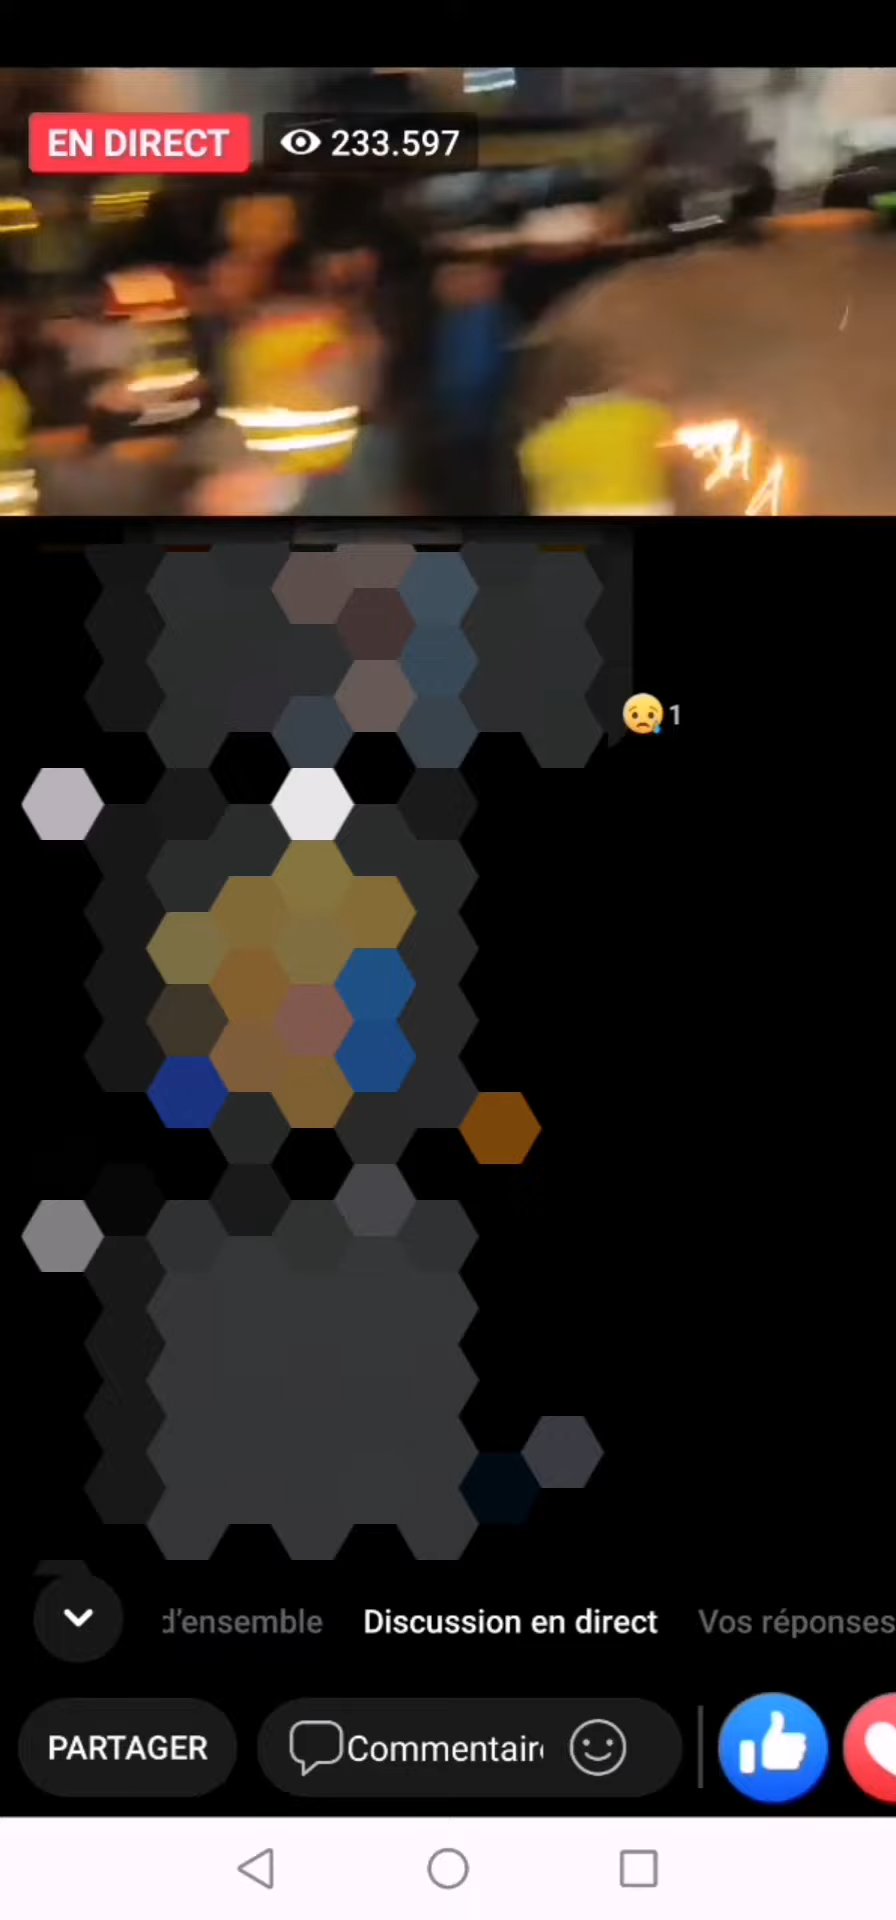 EN DIRECT 233.597
1
d'ensemble Discussion en direct Vos réponses
PARTAGER Commentair